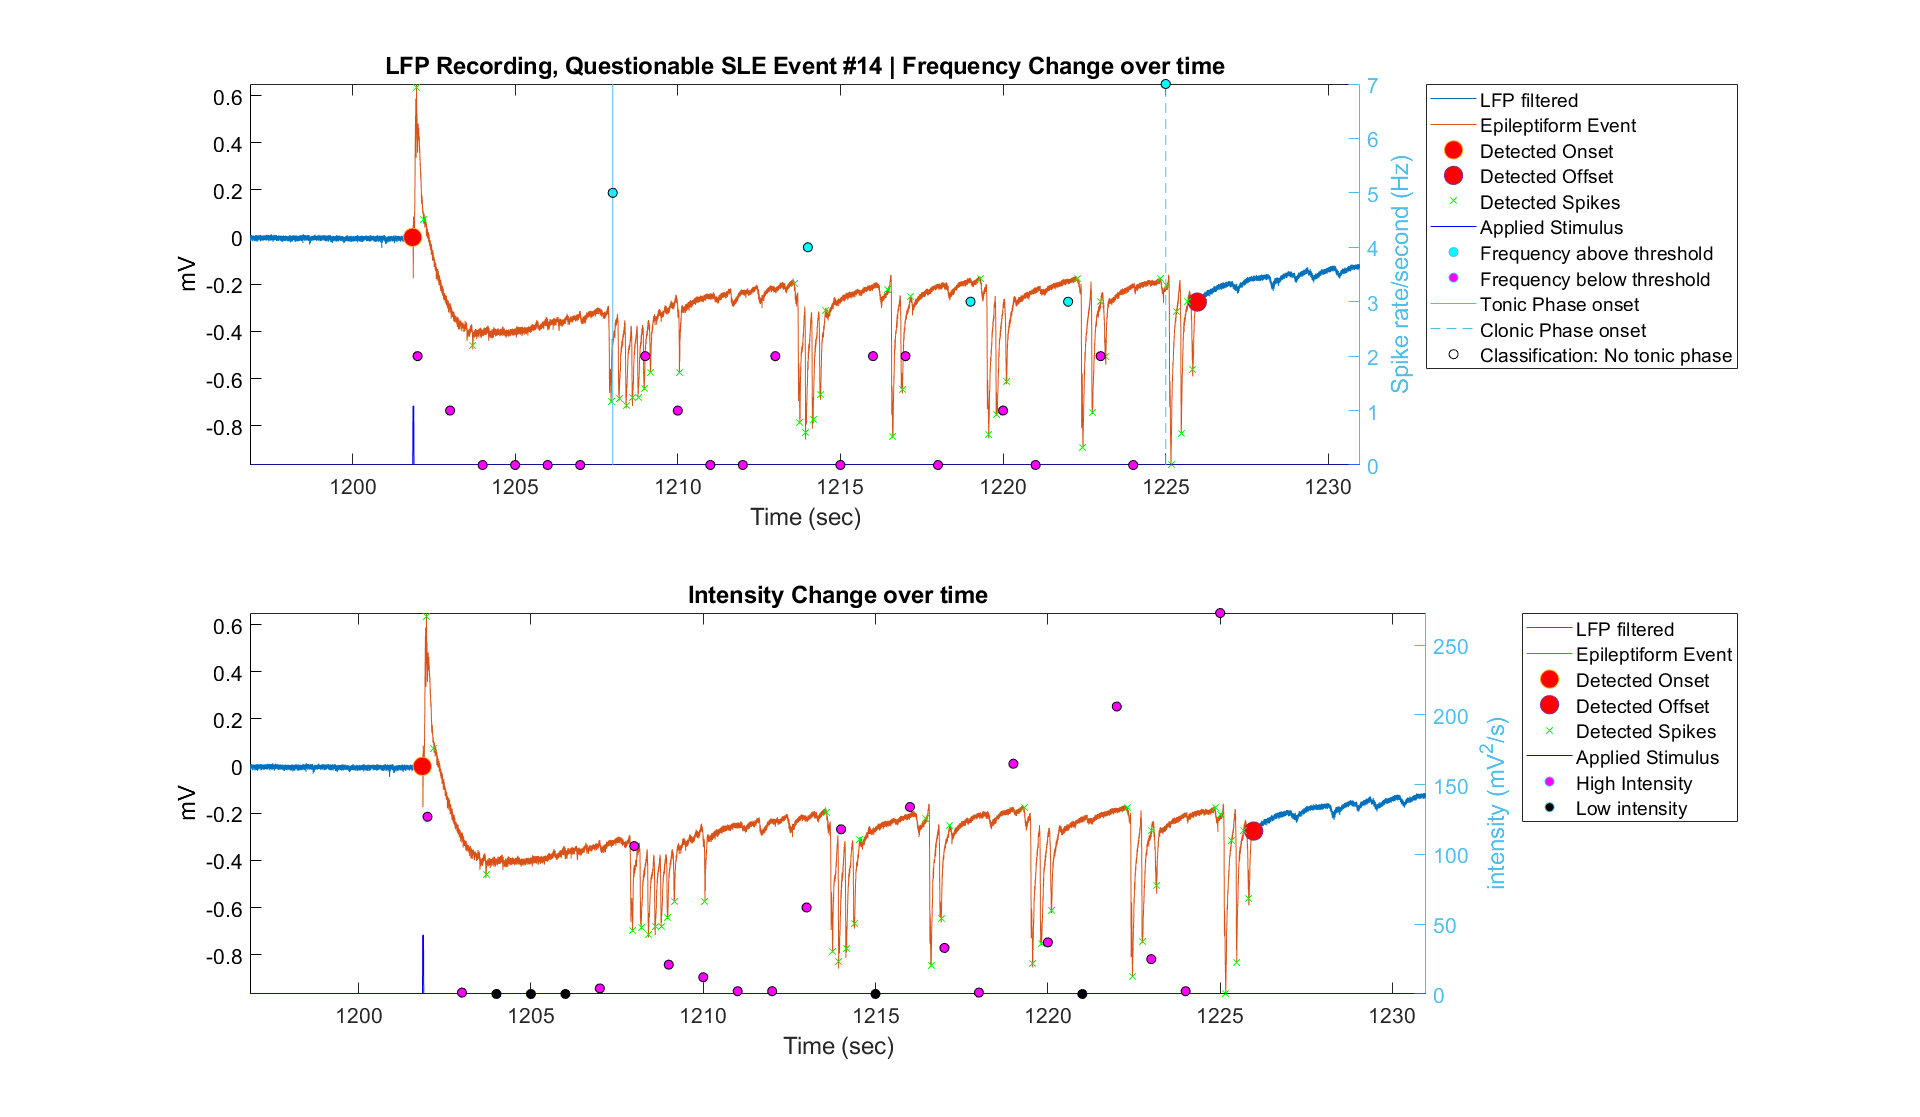 LFP Recording, Questionable SLE Event #14 | Frequency Change over time
0.6
0.4
0.2
0
-0.2
-0.4
-0.6
-0.8
mV
7
6
5
4
3
2
1
0
Spike rate/second (Hz)
1200 1205 1210 1215 1220 1225 1230
Time (sec)
LFP filtered
Epileptiform Event
Detected Onset
Detected Offset
Detected Spikes
Applied Stimulus
Frequency above threshold
Frequency below threshold
Tonic Phase onset
Clonic Phase onset
Classification: No tonic phase
Intensity Change over time
0.6
0.4
0.2
0
-0.2
-0.4
-0.6
-0.8
mV
250
200
150
100
50
0
intensity (mV²/s)
1200 1205 1210 1215 1220 1225 1230
Time (sec)
LFP filtered
Epileptiform Event
Detected Onset
Detected Offset
Detected Spikes
Applied Stimulus
High Intensity
Low intensity